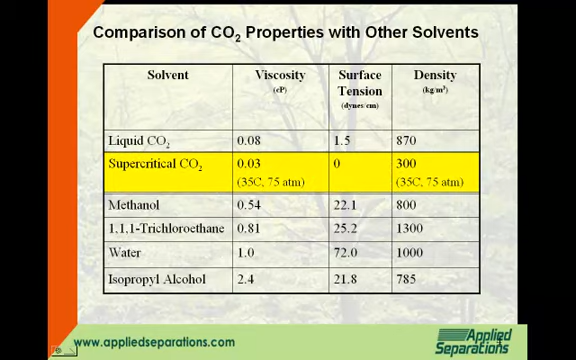 Comparison of CO2 Properties with Other Solvents
Solvent Viscosity (cP) Surface Tension (dynes/cm) Density (kg/m3)
Liquid CO2 0.08 1.5 870
Supercritical CO2 0.03 (35C, 75 atm) 0 300 (35C, 75 atm)
Methanol 0.54 22.1 800
1,1,1-Trichloroethane 0.81 25.2 1300
Water 1.0 72.0 1000
Isopropyl Alcohol 2.4 21.8 785
www.appliedseparations.com
Applied
Separations